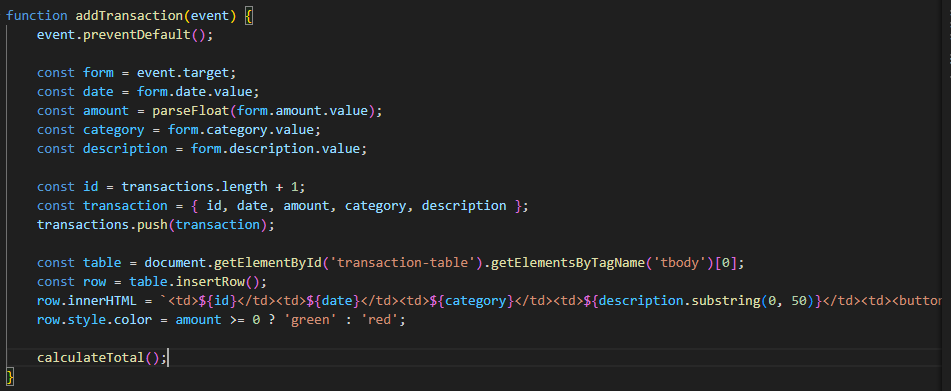 function addTransaction(event) {
event.preventDefault();
const form = event.target;
const date = form.date.value;
const amount = parseFloat(form.amount.value);
const category = form.category.value;
const description = form.description.value;
const id = transactions.length + 1;
const transaction = { id, date, amount, category, description };
transactions.push(transaction);
const table = document.getElementById('transaction-table').getElementsByTagName('tbody')[0];
const row = table.insertRow();
row.innerHTML = `<td>${id}</td><td>${date}</td><td>${category}</td><td>${description.substring(0, 50)}</td><td><button
row.style.color = amount >= 0 ? 'green' : 'red';
calculateTotal();
}